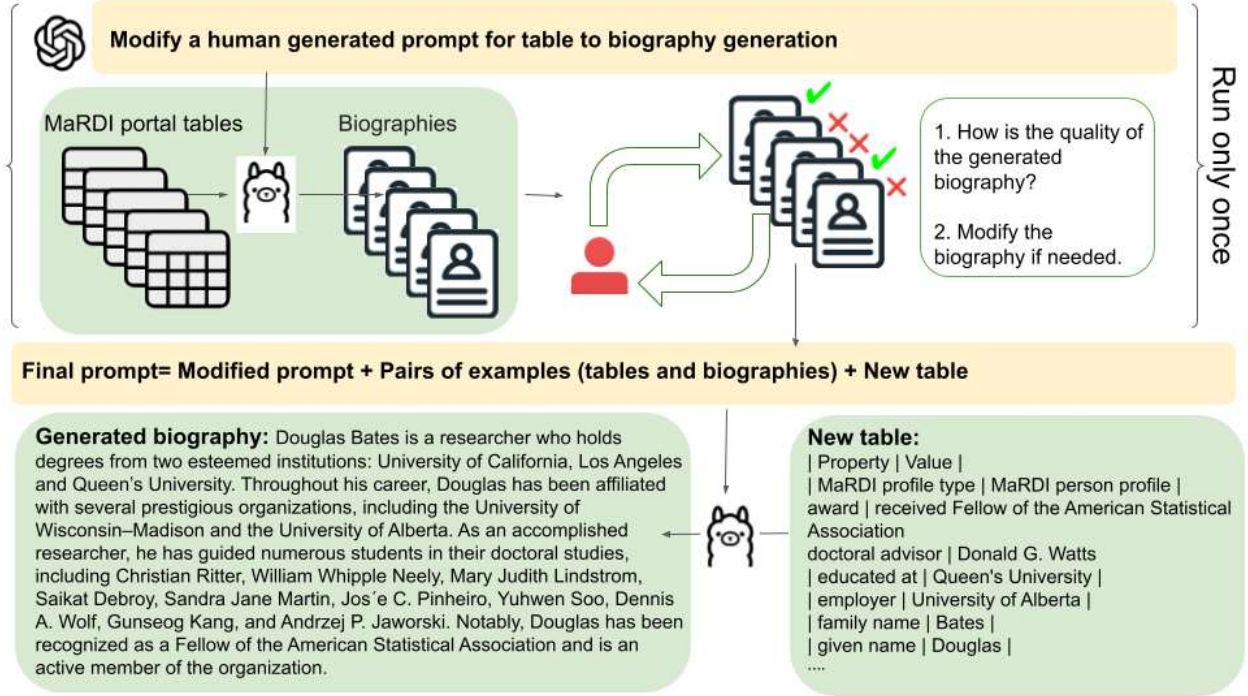 Modify a human generated prompt for table to biography generation
MaRDI portal tables
Biographies
1. How is the quality of
the generated
biography?
2. Modify the
biography if needed.
Run only once
Final prompt= Modified prompt + Pairs of examples (tables and biographies) + New table
Generated biography: Douglas Bates is a researcher who holds
degrees from two esteemed institutions: University of California, Los Angeles
and Queen's University. Throughout his career, Douglas has been affiliated
with several prestigious organizations, including the University of
Wisconsin–Madison and the University of Alberta. As an accomplished
researcher, he has guided numerous students in their doctoral studies,
including Christian Ritter, William Whipple Neely, Mary Judith Lindstrom,
Saikat Debroy, Sandra Jane Martin, Jos´e C. Pinheiro, Yuhwen Soo, Dennis
A. Wolf, Gunseog Kang, and Andrzej P. Jaworski. Notably, Douglas has been
recognized as a Fellow of the American Statistical Association and is an
active member of the organization.
New table:
| Property | Value |
| MaRDI profile type | MaRDI person profile |
award | received Fellow of the American Statistical
Association
doctoral advisor | Donald G. Watts
| educated at | Queen's University |
| employer | University of Alberta |
| family name | Bates |
| given name | Douglas |
....